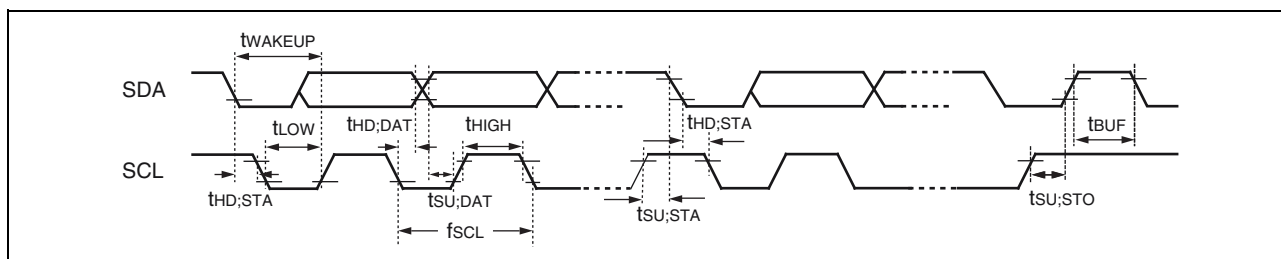 tWAKEUP
SDA
tLOW
tHD;DAT
tHIGH
tHD;STA
tBUF
SCL
tHD;STA
tSU;DAT
tSU;STA
tSU;STO
fSCL